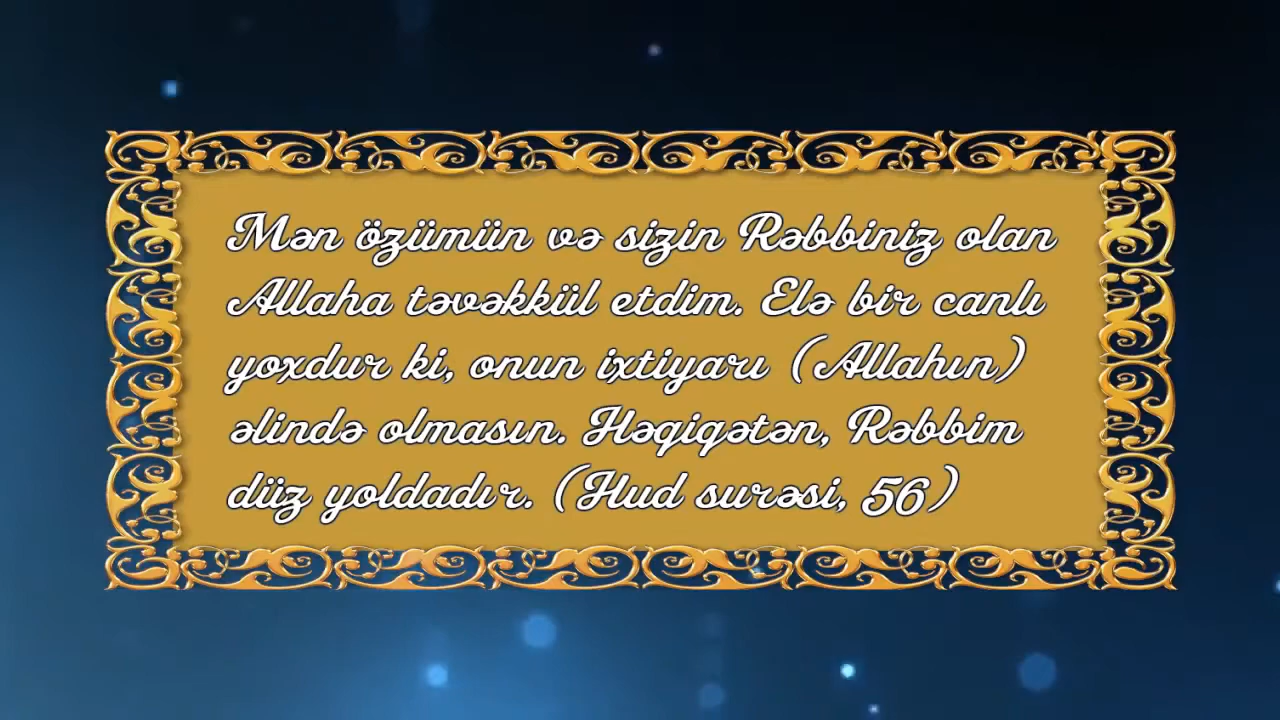 Mən özümün və sizin Rəbbiniz olan
Allaha təvəkkül etdim. Elə bir canlı
yoxdur ki, onun ixtiyarı (Allahın)
əlində olmasın. Həqiqətən, Rəbbim
düz yoldadır. (Hud surəsi, 56)